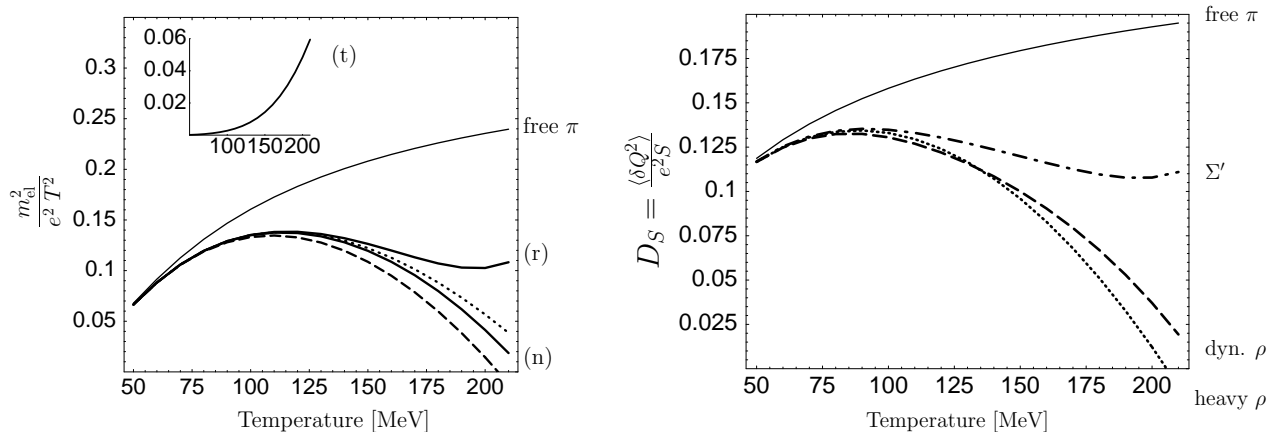 0.3
0.25
0.2
0.15
0.1
0.05
0.06
0.04
0.02
100 150 200
(t)
free π
(r)
(n)
m²el / e² T²
50 75 100 125 150 175 200
Temperature [MeV]
free π
0.175
0.15
0.125
0.1
0.075
0.05
0.025
Σ′
dyn. ρ
heavy ρ
D_S = ⟨δQ²⟩ / e²S
50 75 100 125 150 175 200
Temperature [MeV]